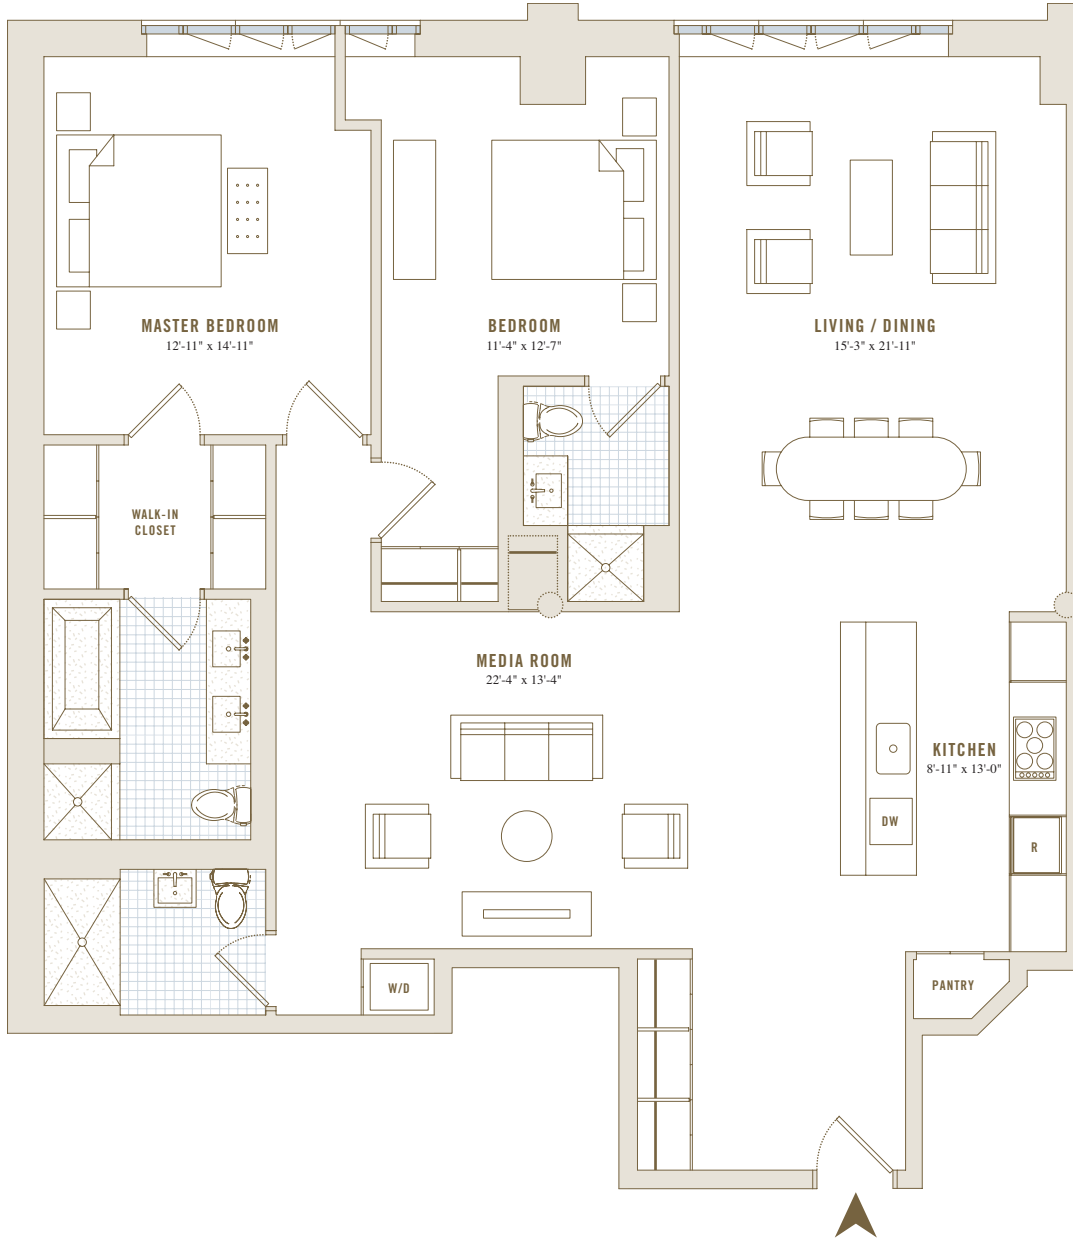 MASTER BEDROOM
12'-11" x 14'-11"
BEDROOM
11'-4" x 12'-7"
LIVING / DINING
15'-3" x 21'-11"
WALK-IN
CLOSET
MEDIA ROOM
22'-4" x 13'-4"
KITCHEN
8'-11" x 13'-0"
DW
R
W/D
PANTRY